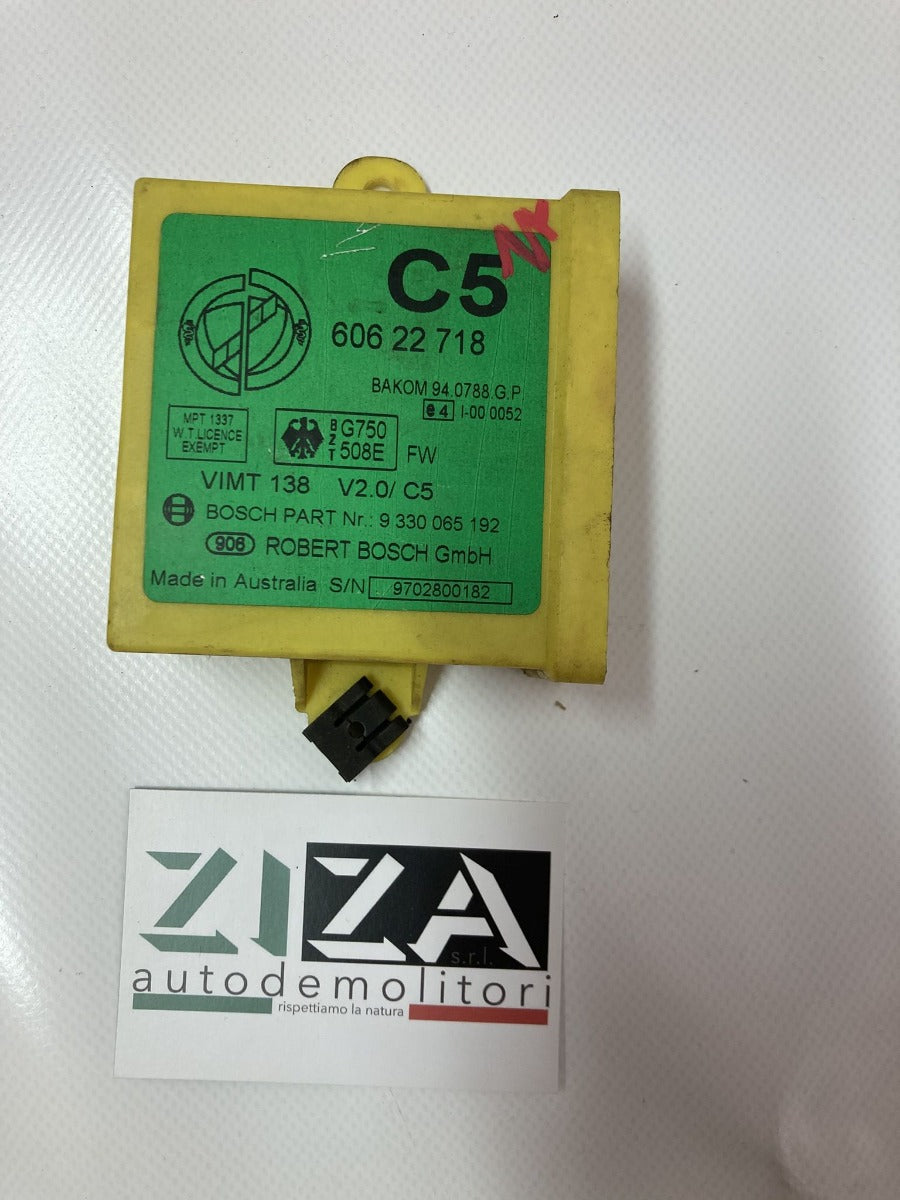 C5
606 22 718
BAKOM 94.0788.G.P
e4 I-00 0052
MPT 1337
W.T.LICENCE
EXEMPT
BZT G750
508E FW
VIMT 138 V2.0/ C5
BOSCH PART Nr.: 9 330 065 192
906 ROBERT BOSCH GmbH
Made in Australia S/N 9702800182
ZIZA
s.r.l.
autodemolitori
rispettiamo la natura